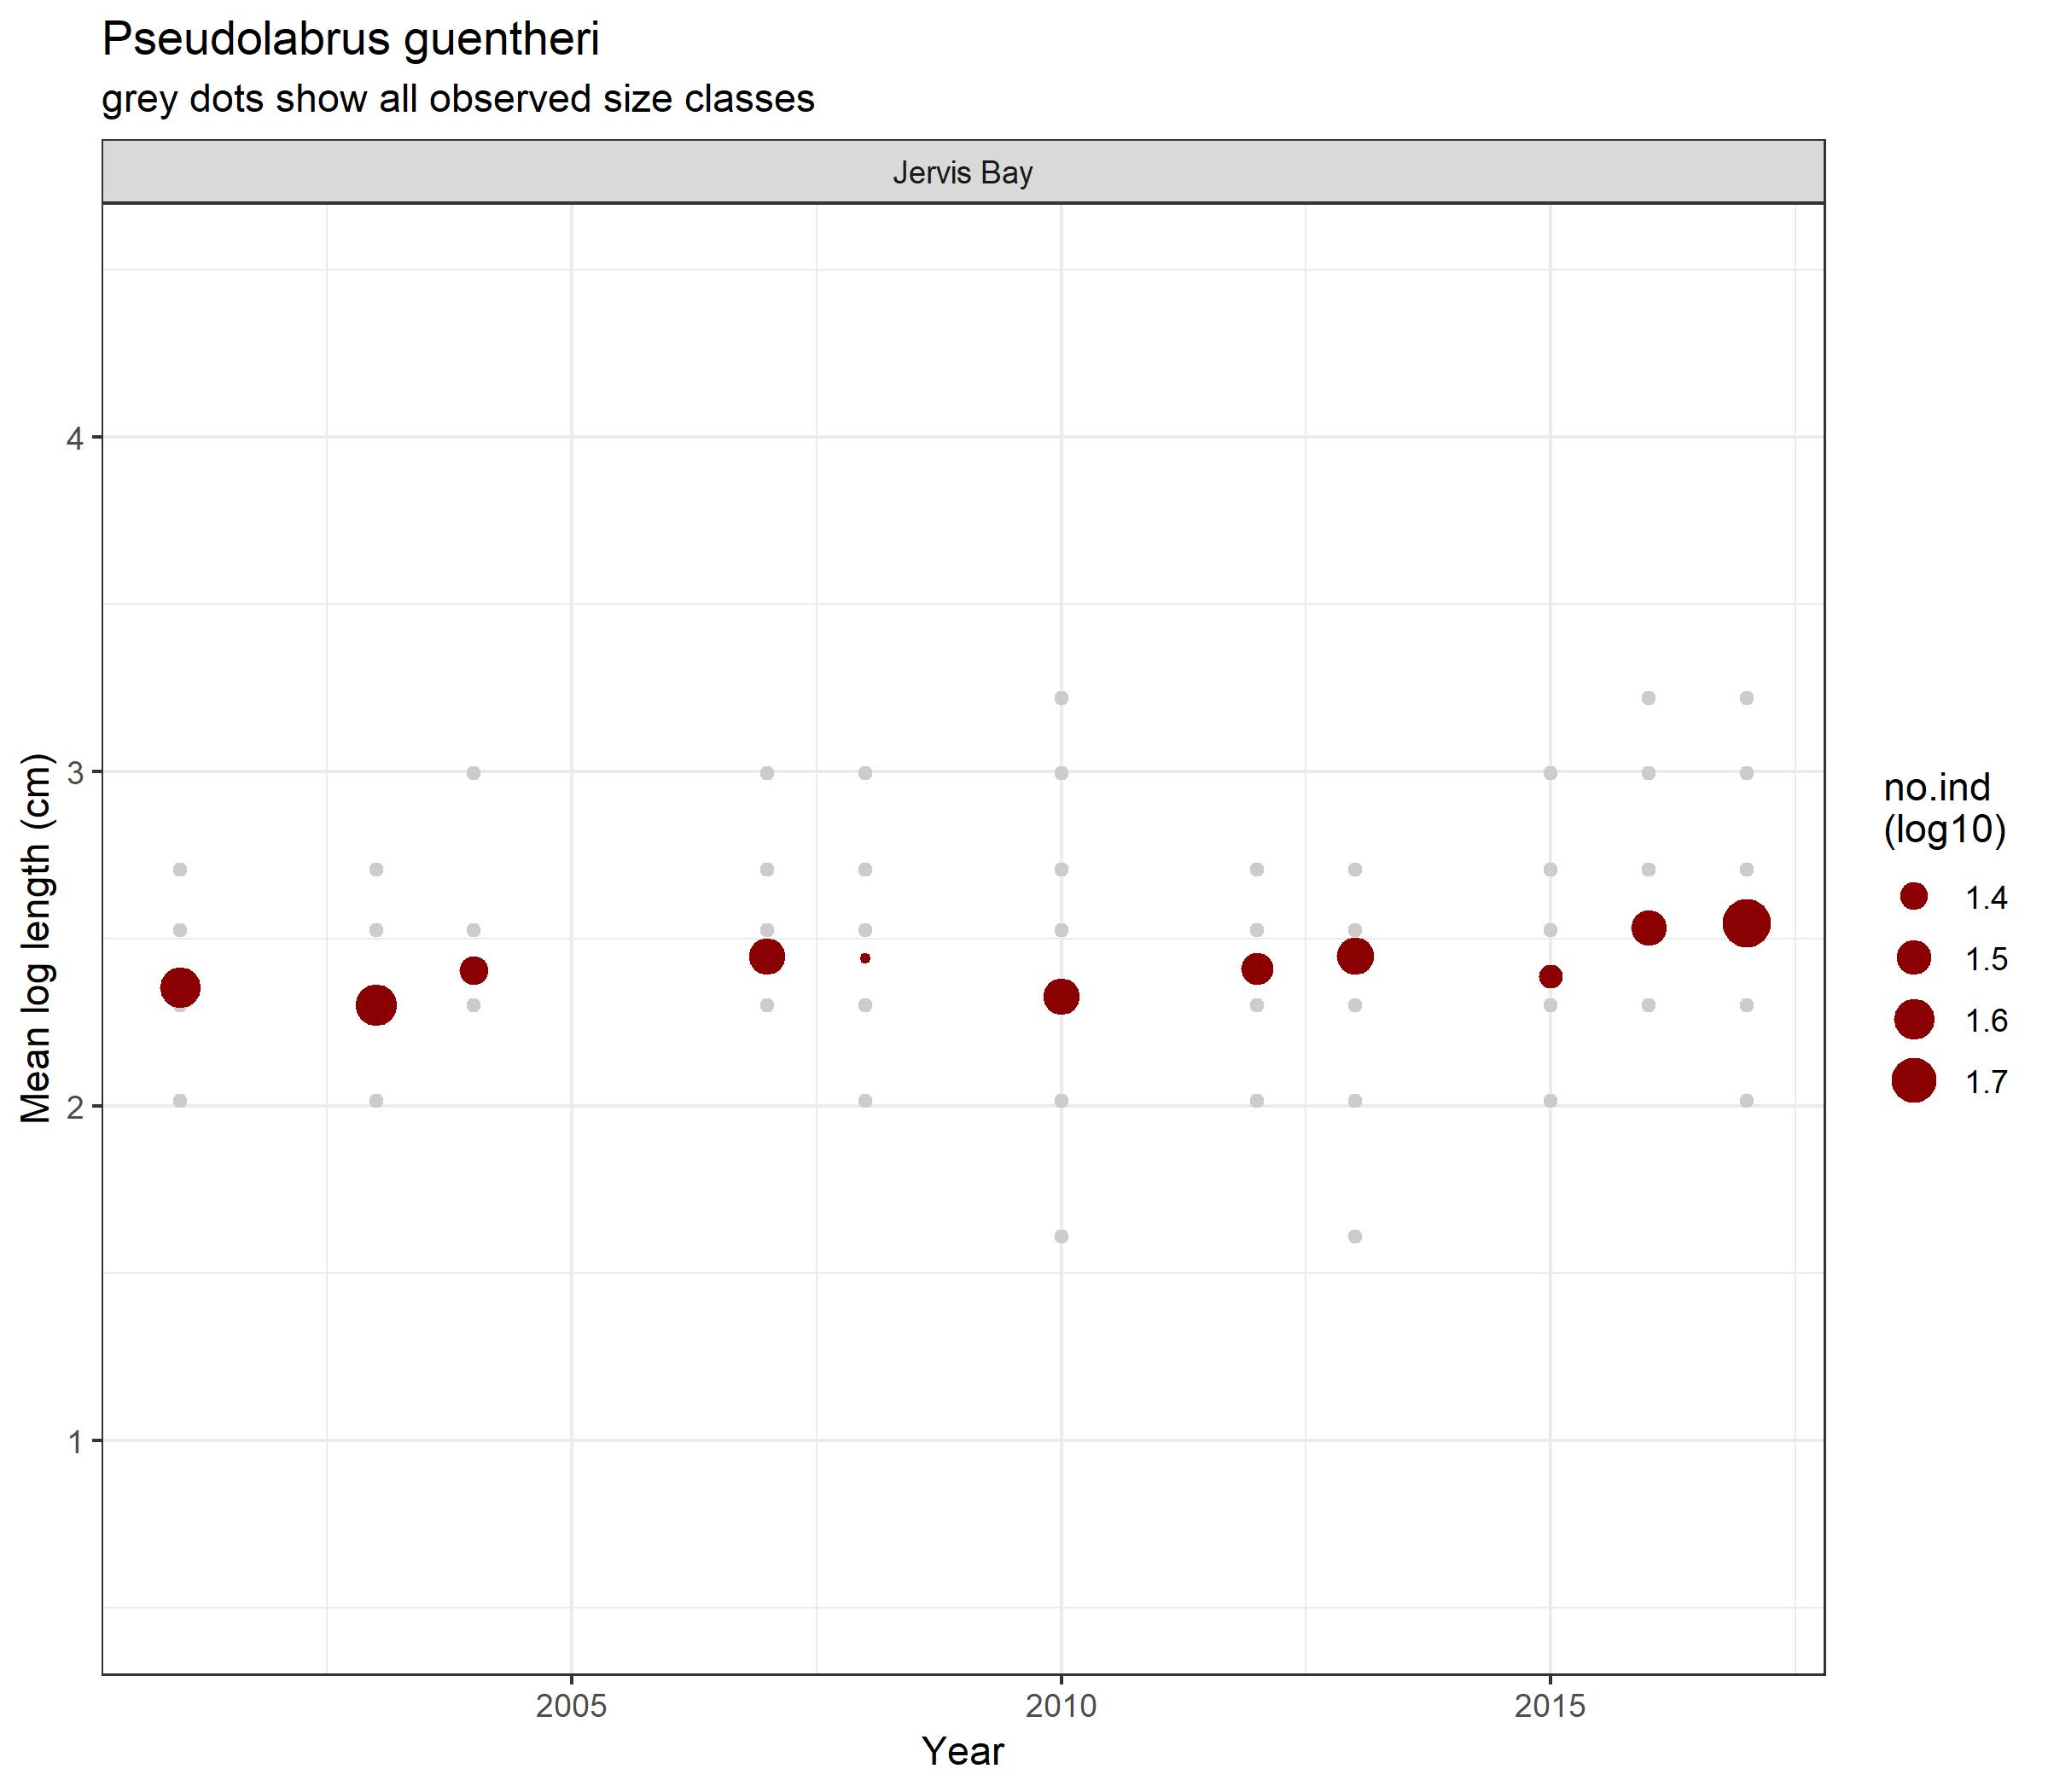 Pseudolabrus guentheri
grey dots show all observed size classes
Jervis Bay
Mean log length (cm)
4
3
2
1
2005
2010
2015
Year
no.ind
(log10)
1.4
1.5
1.6
1.7